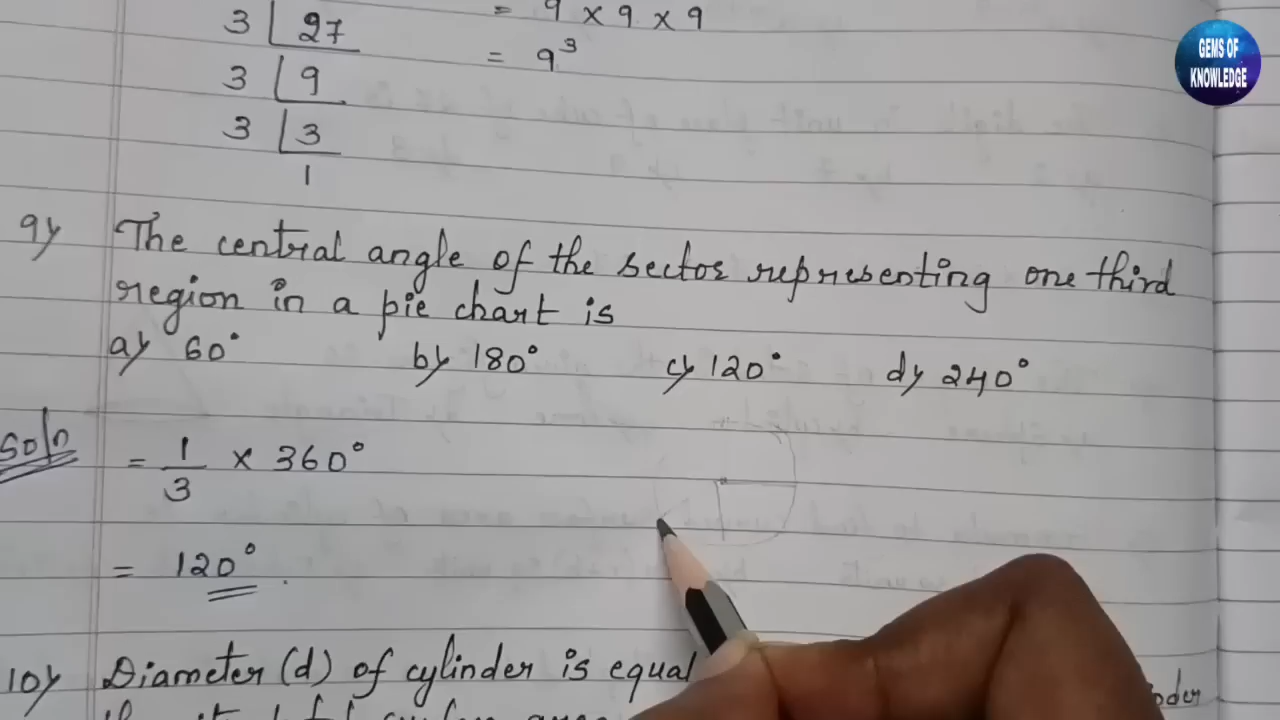 3 27 = 9 × 9 × 9
3 9 = 9³
3 3
1
GEMS OF
KNOWLEDGE
9) The central angle of the sector representing one third
region in a pie chart is
a) 60° b) 180° c) 120° d) 240°
Soln = 1/3 × 360°
= 120°.
10) Diameter (d) of cylinder is equal